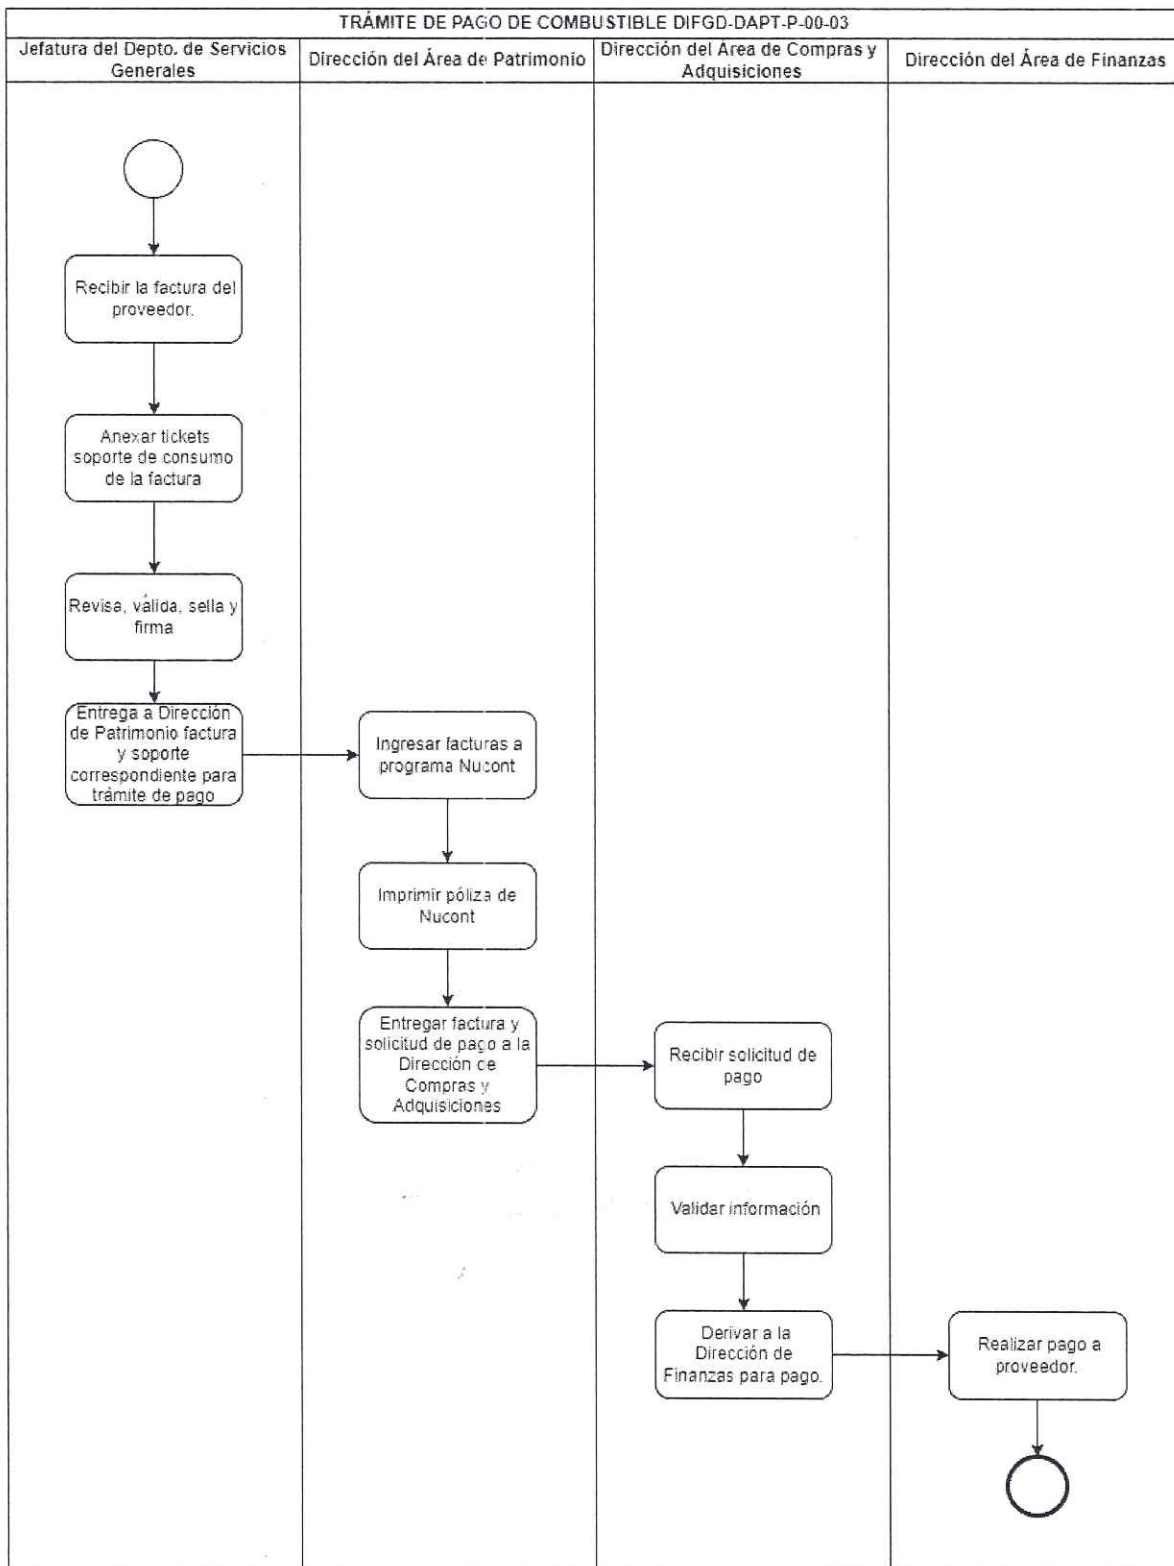 TRÁMITE DE PAGO DE COMBUSTIBLE DIFGD-DAPT-P-00-03
Jefatura del Depto. de Servicios
Generales
Dirección del Área de Patrimonio
Dirección del Área de Compras y
Adquisiciones
Dirección del Área de Finanzas
Recibir la factura del
proveedor.
Anexar tickets
soporte de consumo
de la factura
Revisa, válida, sella y
firma
Entrega a Dirección
de Patrimonio factura
y soporte
correspondiente para
trámite de pago
Ingresar facturas a
programa Nucont
Imprimir póliza de
Nucont
Entregar factura y
solicitud de pago a la
Dirección de
Compras y
Adquisiciones
Recibir solicitud de
pago
Validar información
Derivar a la
Dirección de
Finanzas para pago.
Realizar pago a
proveedor.